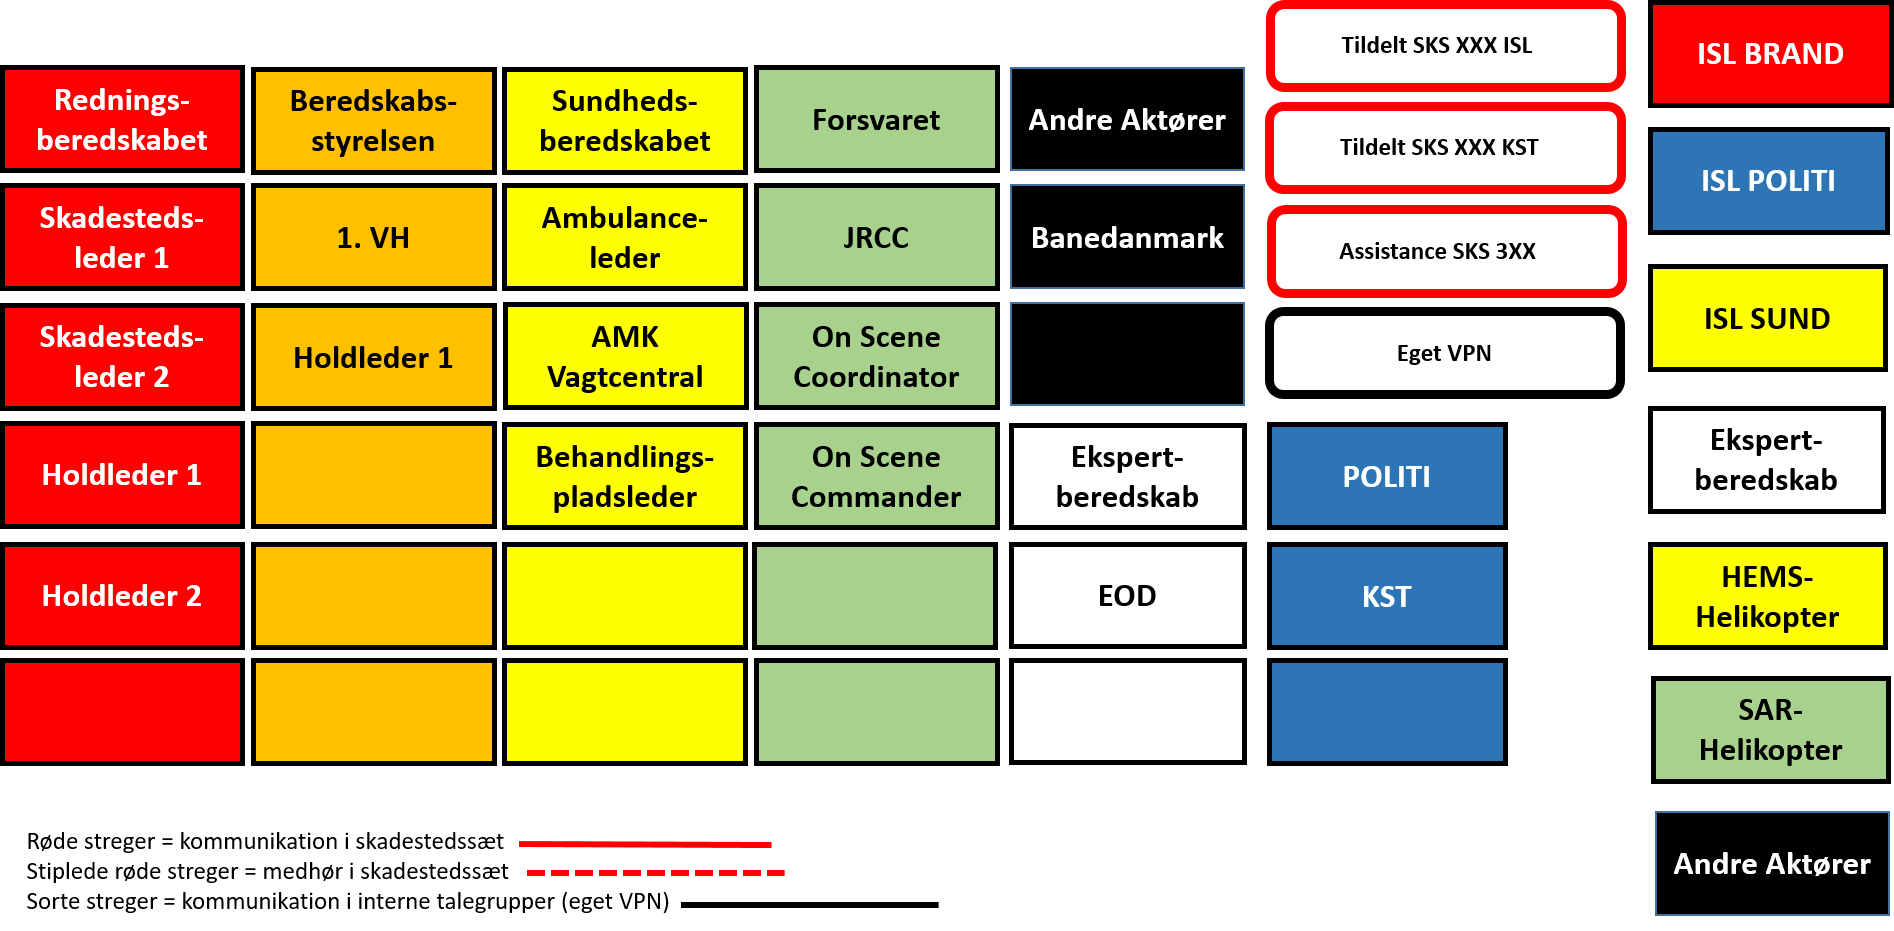 Rednings-
beredskabet
Beredskabs-
styrelsen
Sundheds-
beredskabet
Forsvaret
Andre Aktører
Skadesteds-
leder 1
1. VH
Ambulance-
leder
JRCC
Banedanmark
Skadesteds-
leder 2
Holdleder 1
AMK
Vagtcentral
On Scene
Coordinator
Holdleder 1
Behandlings-
pladsleder
On Scene
Commander
Ekspert-
beredskab
POLITI
Holdleder 2
EOD
KST
Tildelt SKS XXX ISL
Tildelt SKS XXX KST
Assistance SKS 3XX
Eget VPN
ISL BRAND
ISL POLITI
ISL SUND
Ekspert-
beredskab
HEMS-
Helikopter
SAR-
Helikopter
Andre Aktører
Røde streger = kommunikation i skadestedssæt
Stiplede røde streger = medhør i skadestedssæt
Sorte streger = kommunikation i interne talegrupper (eget VPN)